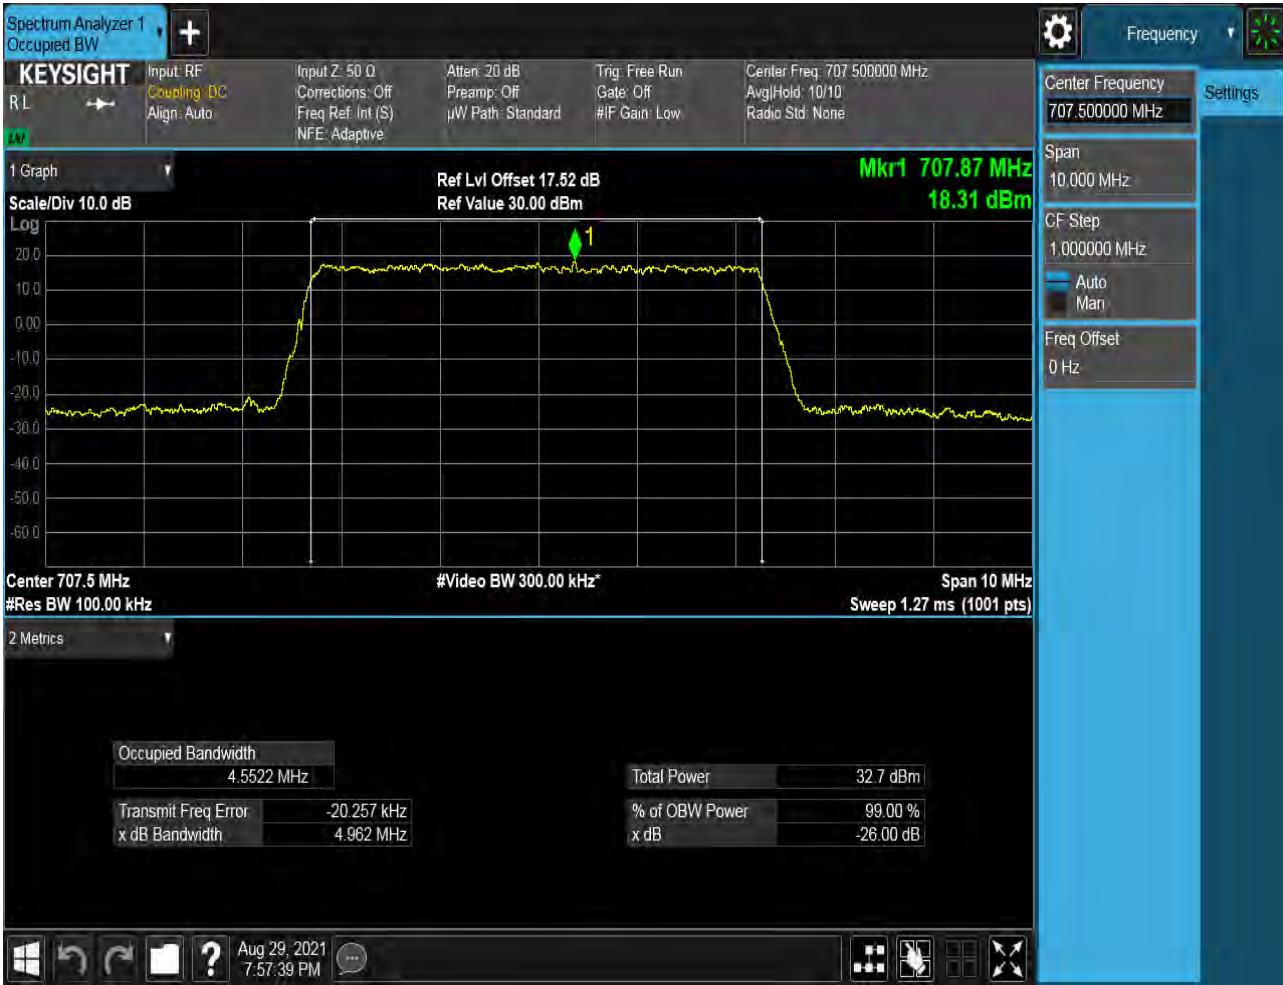 Spectrum Analyzer 1
Occupied BW
Frequency
KEYSIGHT
R L
Input: RF
Coupling: DC
Align: Auto
Input Z: 50 Ω
Corrections: Off
Freq Ref: Int (S)
NFE: Adaptive
Atten: 20 dB
Preamp: Off
µW Path: Standard
Trig: Free Run
Gate: Off
#IF Gain: Low
Center Freq: 707.500000 MHz
Avg|Hold: 10/10
Radio Std: None
Center Frequency
707.500000 MHz
Settings
Span
10.000 MHz
CF Step
1.000000 MHz
Auto
Man
Freq Offset
0 Hz
1 Graph
Scale/Div 10.0 dB
Ref Lvl Offset 17.52 dB
Ref Value 30.00 dBm
Mkr1 707.87 MHz
18.31 dBm
Log
1
20.0
10.0
0.00
-10.0
-20.0
-30.0
-40.0
-50.0
-60.0
Center 707.5 MHz
#Res BW 100.00 kHz
#Video BW 300.00 kHz*
Span 10 MHz
Sweep 1.27 ms (1001 pts)
2 Metrics
Occupied Bandwidth
4.5522 MHz
Transmit Freq Error -20.257 kHz
x dB Bandwidth 4.962 MHz
Total Power 32.7 dBm
% of OBW Power 99.00 %
x dB -26.00 dB
Aug 29, 2021
7:57:39 PM